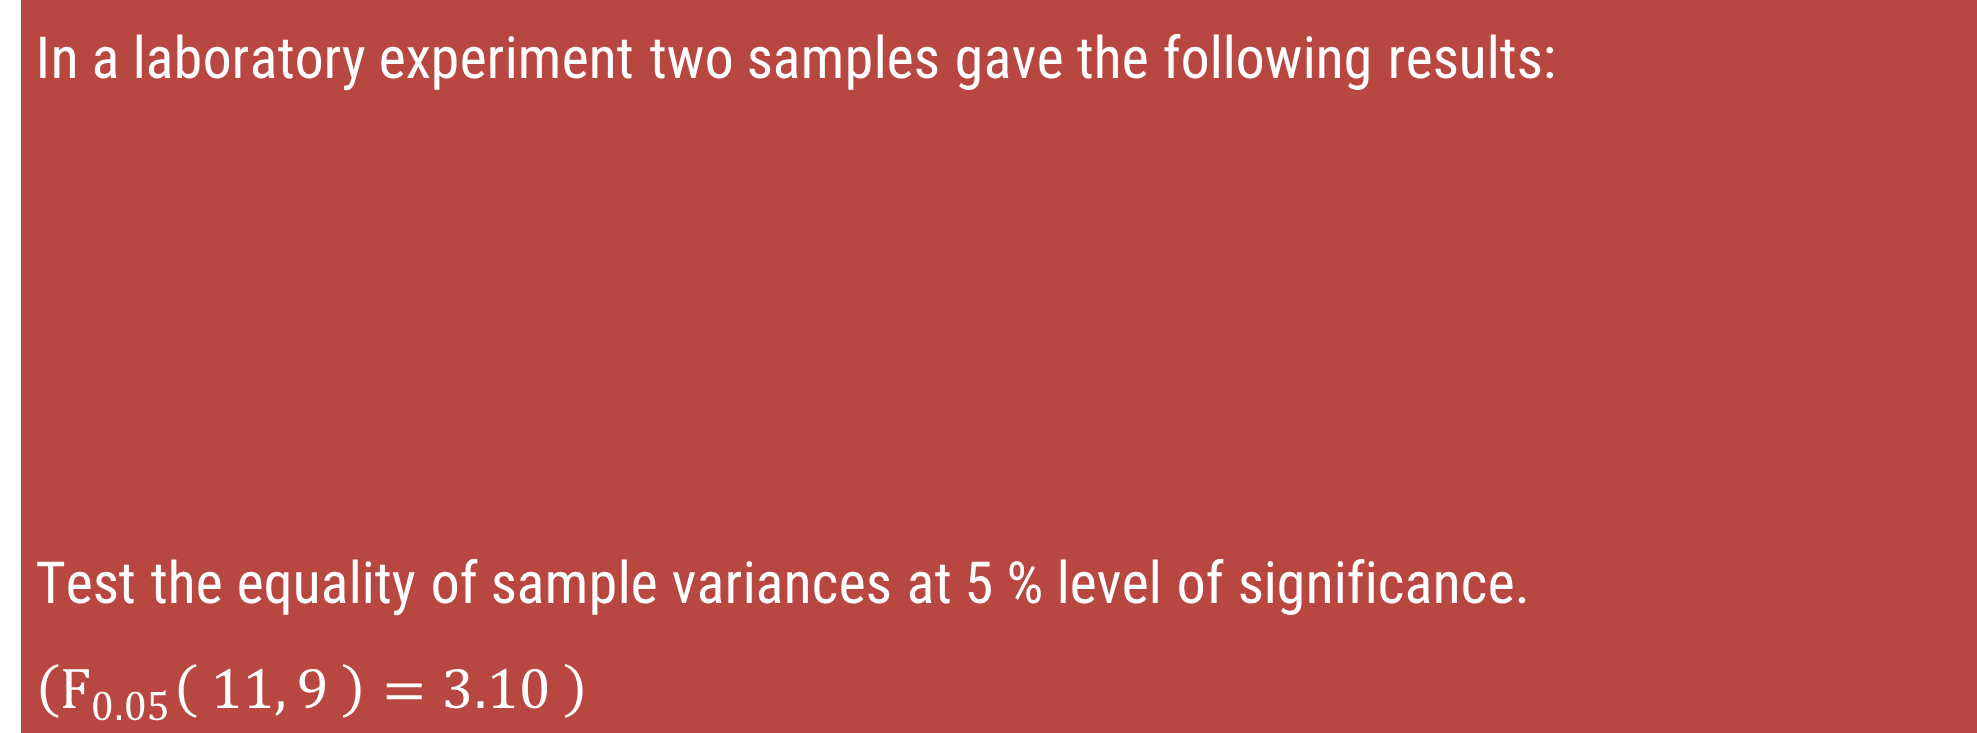 In a laboratory experiment two samples gave the following results:
Test the equality of sample variances at 5 % level of significance.
(F₀.₀₅( 11, 9 ) = 3.10 )